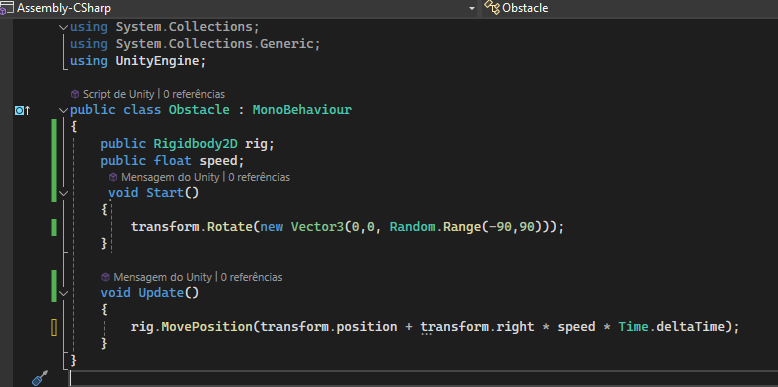 Assembly-CSharp
Obstacle
using System.Collections;
using System.Collections.Generic;
using UnityEngine;
Script de Unity | 0 referências
public class Obstacle : MonoBehaviour
{
public Rigidbody2D rig;
public float speed;
Mensagem do Unity | 0 referências
void Start()
{
transform.Rotate(new Vector3(0,0, Random.Range(-90,90)));
}
Mensagem do Unity | 0 referências
void Update()
{
rig.MovePosition(transform.position + transform.right * speed * Time.deltaTime);
}
}